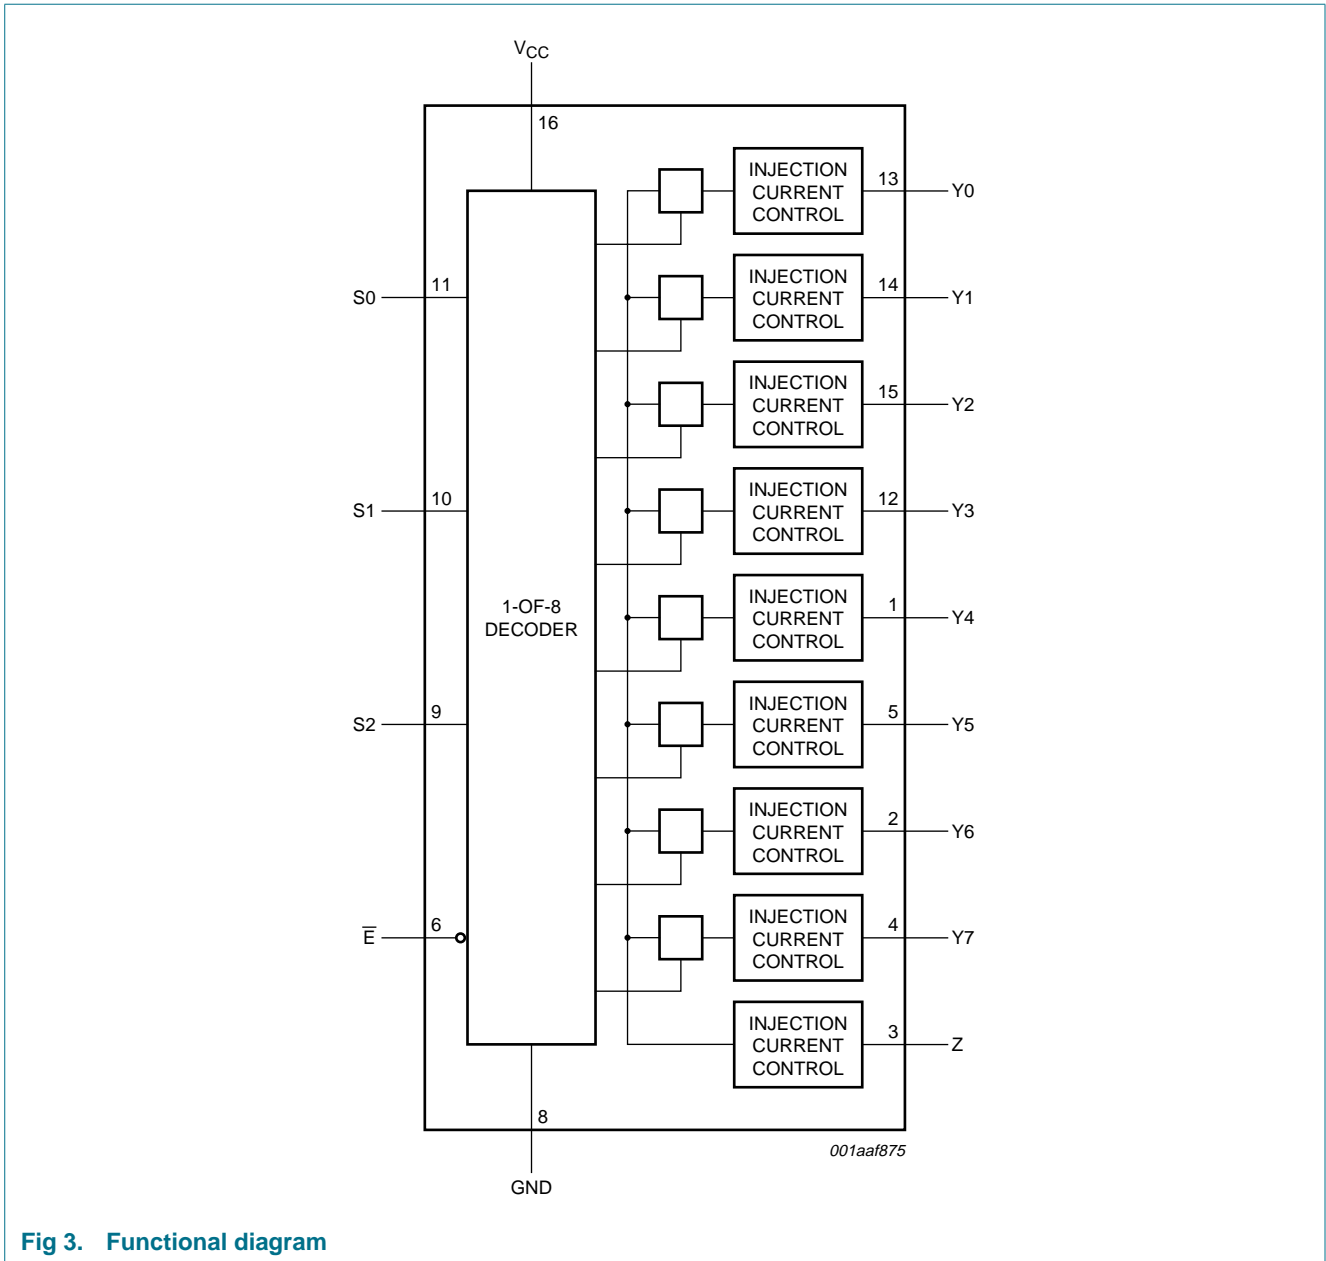 VCC
16
INJECTION
CURRENT
CONTROL
13
Y0
S0
11
INJECTION
CURRENT
CONTROL
14
Y1
INJECTION
CURRENT
CONTROL
15
Y2
S1
10
INJECTION
CURRENT
CONTROL
12
Y3
1-OF-8
DECODER
INJECTION
CURRENT
CONTROL
1
Y4
S2
9
INJECTION
CURRENT
CONTROL
5
Y5
INJECTION
CURRENT
CONTROL
2
Y6
E̅
6
INJECTION
CURRENT
CONTROL
4
Y7
INJECTION
CURRENT
CONTROL
3
Z
8
GND
001aaf875
Fig 3. Functional diagram